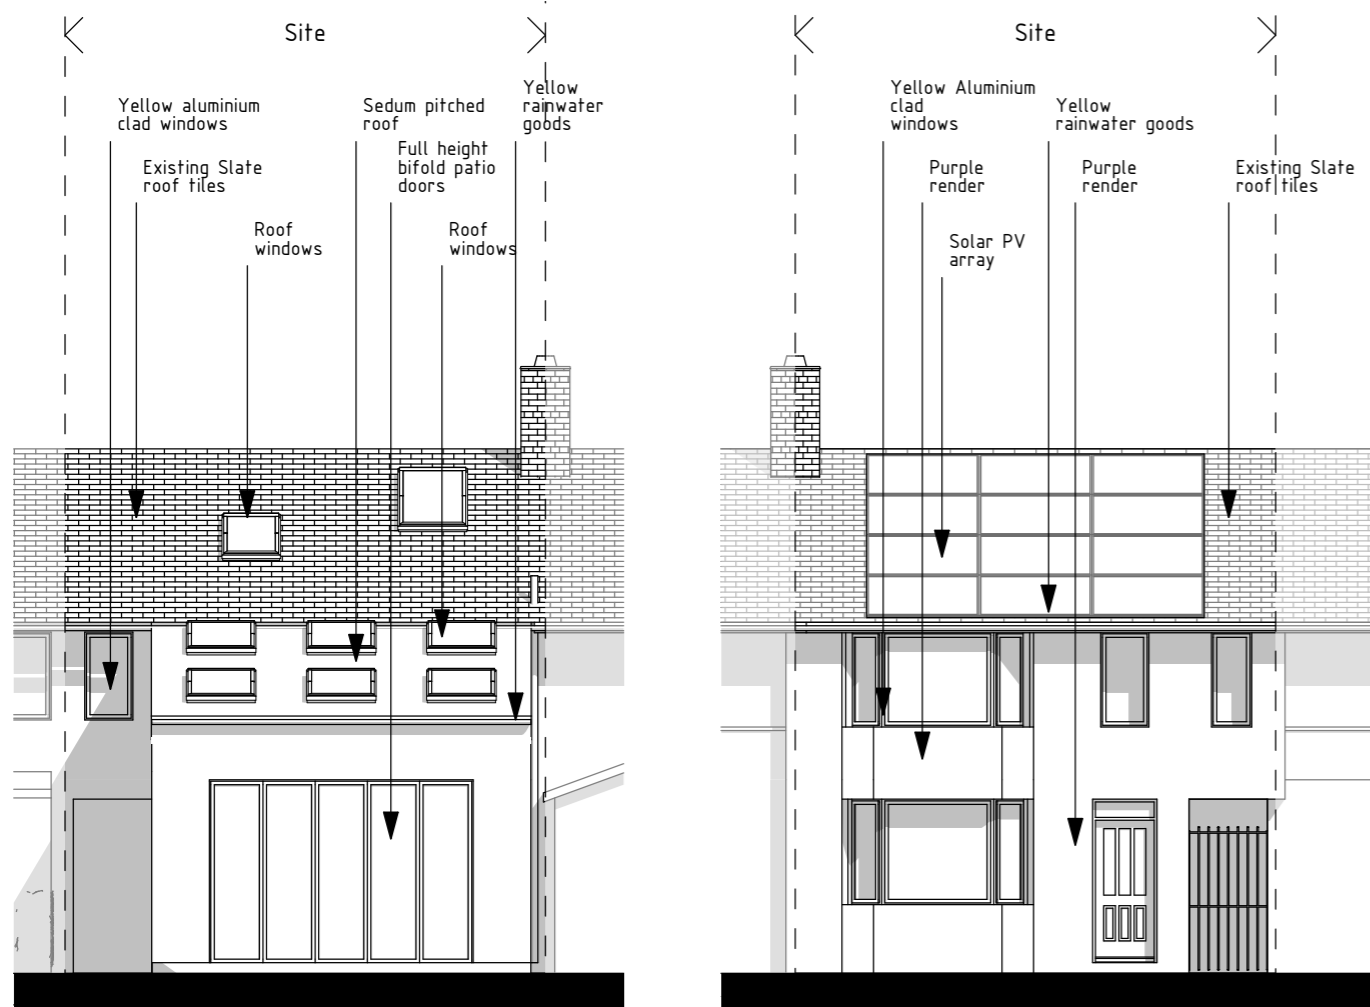 Site
Yellow aluminium
clad windows
Sedum pitched
roof
Yellow
rainwater
goods
Existing Slate
roof tiles
Full height
bifold patio
doors
Roof
windows
Roof
windows
Site
Yellow Aluminium
clad
windows
Yellow
rainwater goods
Purple
render
Purple
render
Existing Slate
roof tiles
Solar PV
array